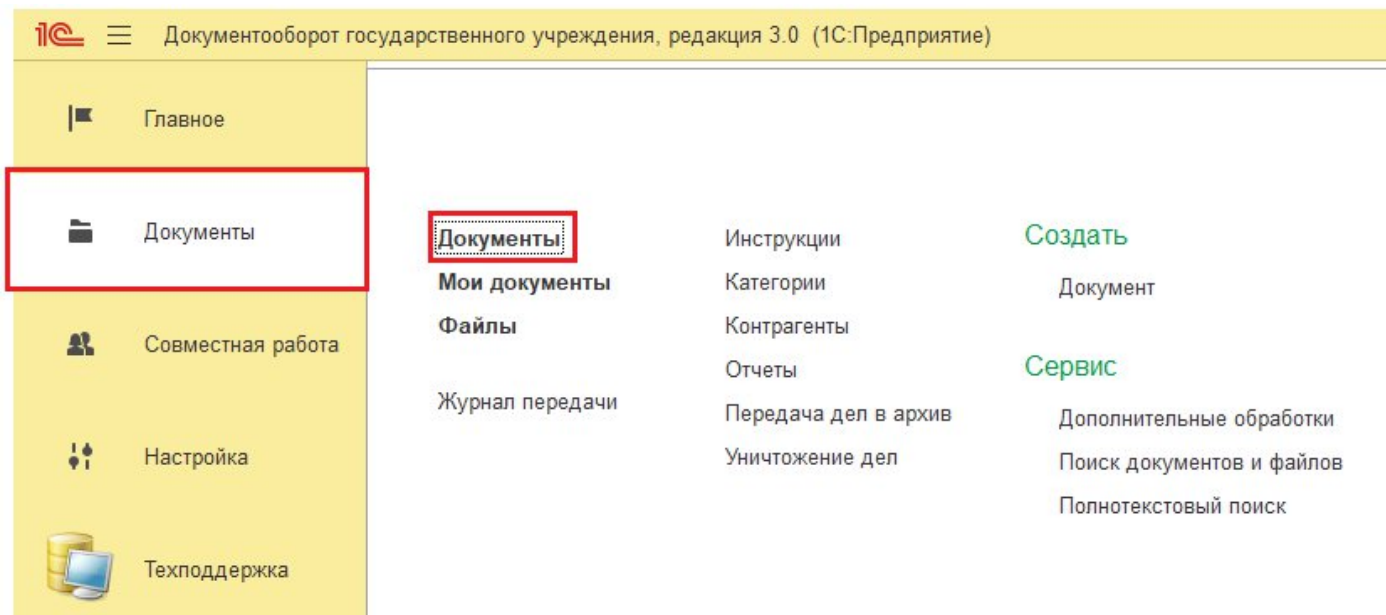 1С Документооборот государственного учреждения, редакция 3.0 (1С:Предприятие)
Главное
Документы
Совместная работа
Настройка
Техподдержка
Документы
Мои документы
Файлы
Журнал передачи
Инструкции
Категории
Контрагенты
Отчеты
Передача дел в архив
Уничтожение дел
Создать
Документ
Сервис
Дополнительные обработки
Поиск документов и файлов
Полнотекстовый поиск